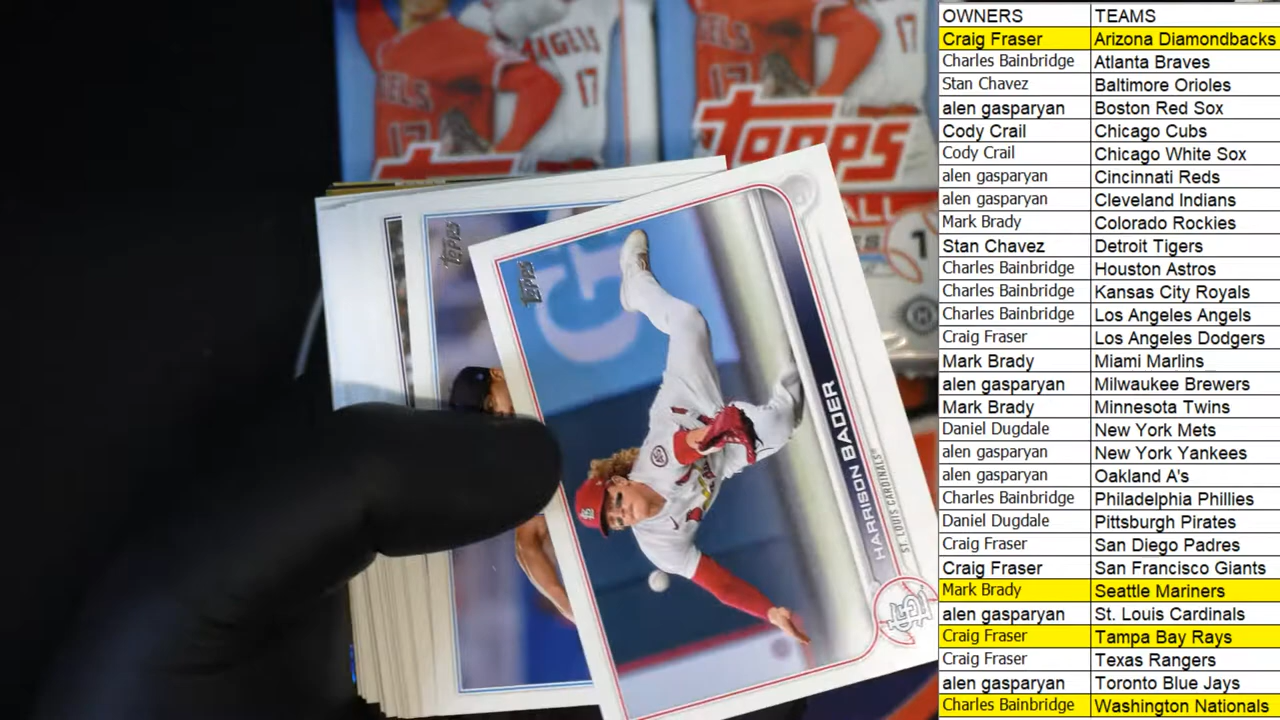 OWNERS TEAMS
Craig Fraser Arizona Diamondbacks
Charles Bainbridge Atlanta Braves
Stan Chavez Baltimore Orioles
alen gasparyan Boston Red Sox
Cody Crail Chicago Cubs
Cody Crail Chicago White Sox
alen gasparyan Cincinnati Reds
alen gasparyan Cleveland Indians
Mark Brady Colorado Rockies
Stan Chavez Detroit Tigers
Charles Bainbridge Houston Astros
Charles Bainbridge Kansas City Royals
Charles Bainbridge Los Angeles Angels
Craig Fraser Los Angeles Dodgers
Mark Brady Miami Marlins
alen gasparyan Milwaukee Brewers
Mark Brady Minnesota Twins
Daniel Dugdale New York Mets
alen gasparyan New York Yankees
alen gasparyan Oakland A's
Charles Bainbridge Philadelphia Phillies
Daniel Dugdale Pittsburgh Pirates
Craig Fraser San Diego Padres
Craig Fraser San Francisco Giants
Mark Brady Seattle Mariners
alen gasparyan St. Louis Cardinals
Craig Fraser Tampa Bay Rays
Craig Fraser Texas Rangers
alen gasparyan Toronto Blue Jays
Charles Bainbridge Washington Nationals
ANGELS
17
17
17
TOPPS
1
TOPPS
TOPPS
HARRISON BADER
ST. LOUIS CARDINALS